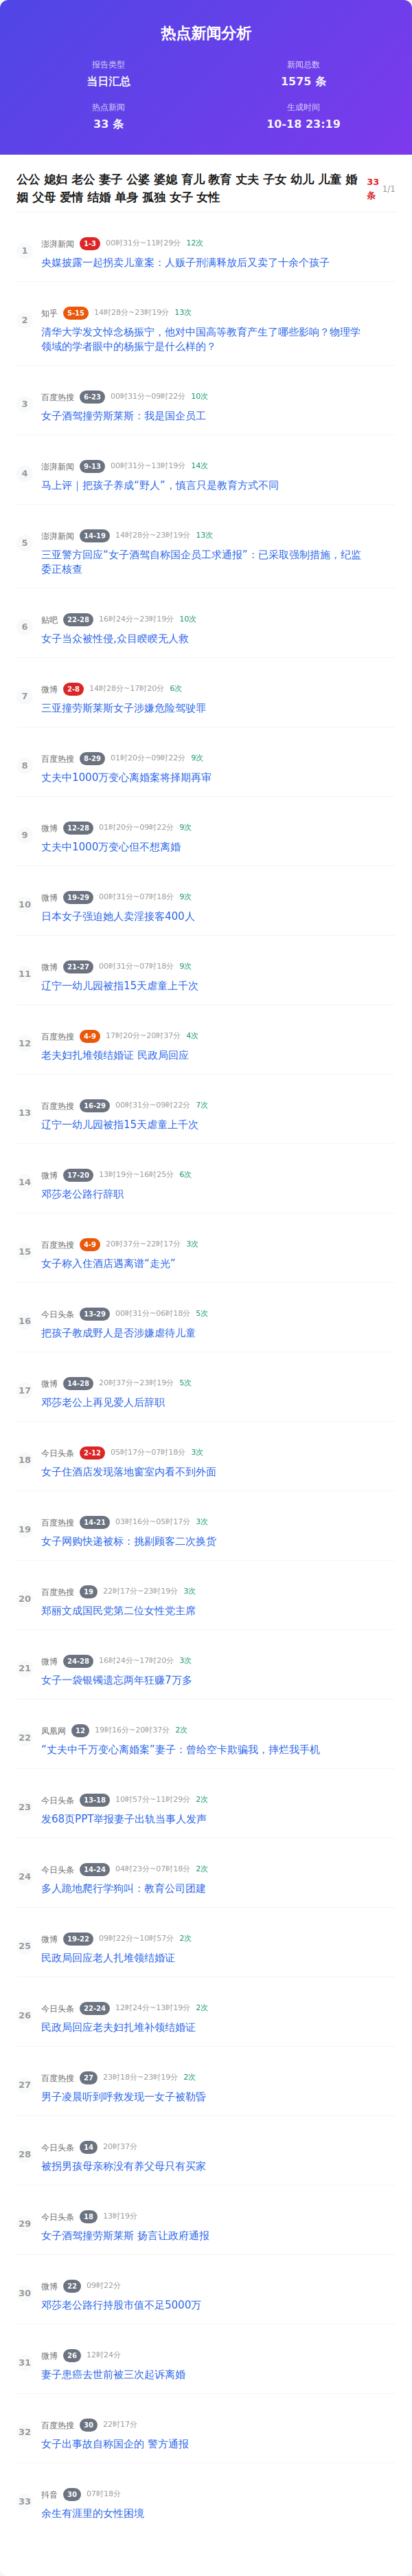 热点新闻分析
报告类型
新闻总数
当日汇总
1575 条
热点新闻
生成时间
33 条
10-18 23:19
公公 媳妇 老公 妻子 公婆 婆媳 育儿 教育 丈夫 子女 幼儿 儿童 婚
姻 父母 爱情 结婚 单身 孤独 女子 女性
33
条
1/1
1
澎湃新闻 1-3 00时31分~11时29分 12次
央媒披露一起拐卖儿童案：人贩子刑满释放后又卖了十余个孩子
2
知乎 5-15 14时28分~23时19分 13次
清华大学发文悼念杨振宁，他对中国高等教育产生了哪些影响？物理学
领域的学者眼中的杨振宁是什么样的？
3
百度热搜 6-23 00时31分~09时22分 10次
女子酒驾撞劳斯莱斯：我是国企员工
4
澎湃新闻 9-13 00时31分~13时19分 14次
马上评｜把孩子养成“野人”，慎言只是教育方式不同
5
澎湃新闻 14-19 14时28分~23时19分 13次
三亚警方回应“女子酒驾自称国企员工求通报”：已采取强制措施，纪监
委正核查
6
贴吧 22-28 16时24分~23时19分 10次
女子当众被性侵,众目睽睽无人救
7
微博 2-8 14时28分~17时20分 6次
三亚撞劳斯莱斯女子涉嫌危险驾驶罪
8
百度热搜 8-29 01时20分~09时22分 9次
丈夫中1000万变心离婚案将择期再审
9
微博 12-28 01时20分~09时22分 9次
丈夫中1000万变心但不想离婚
10
微博 19-29 00时31分~07时18分 9次
日本女子强迫她人卖淫接客400人
11
微博 21-27 00时31分~07时18分 9次
辽宁一幼儿园被指15天虐童上千次
12
百度热搜 4-9 17时20分~20时37分 4次
老夫妇扎堆领结婚证 民政局回应
13
百度热搜 16-29 00时31分~09时22分 7次
辽宁一幼儿园被指15天虐童上千次
14
微博 17-20 13时19分~16时25分 6次
邓莎老公路行辞职
15
百度热搜 4-9 20时37分~22时17分 3次
女子称入住酒店遇离谱“走光”
16
今日头条 13-29 00时31分~06时18分 5次
把孩子教成野人是否涉嫌虐待儿童
17
微博 14-28 20时37分~23时19分 5次
邓莎老公上再见爱人后辞职
18
今日头条 2-12 05时17分~07时18分 3次
女子住酒店发现落地窗室内看不到外面
19
百度热搜 14-21 03时16分~05时17分 3次
女子网购快递被标：挑剔顾客二次换货
20
百度热搜 19 22时17分~23时19分 3次
郑丽文成国民党第二位女性党主席
21
微博 24-28 16时24分~17时20分 3次
女子一袋银镯遗忘两年狂赚7万多
22
凤凰网 12 19时16分~20时37分 2次
“丈夫中千万变心离婚案”妻子：曾给空卡欺骗我，摔烂我手机
23
今日头条 13-18 10时57分~11时29分 2次
发68页PPT举报妻子出轨当事人发声
24
今日头条 14-24 04时23分~07时18分 2次
多人跪地爬行学狗叫：教育公司团建
25
微博 19-22 09时22分~10时57分 2次
民政局回应老人扎堆领结婚证
26
今日头条 22-24 12时24分~13时19分 2次
民政局回应老夫妇扎堆补领结婚证
27
百度热搜 27 23时18分~23时19分 2次
男子凌晨听到呼救发现一女子被勒昏
28
今日头条 14 20时37分
被拐男孩母亲称没有养父母只有买家
29
今日头条 18 13时19分
女子酒驾撞劳斯莱斯 扬言让政府通报
30
微博 22 09时22分
邓莎老公路行持股市值不足5000万
31
微博 26 12时24分
妻子患癌去世前被三次起诉离婚
32
百度热搜 30 22时17分
女子出事故自称国企的 警方通报
33
抖音 30 07时18分
余生有涯里的女性困境